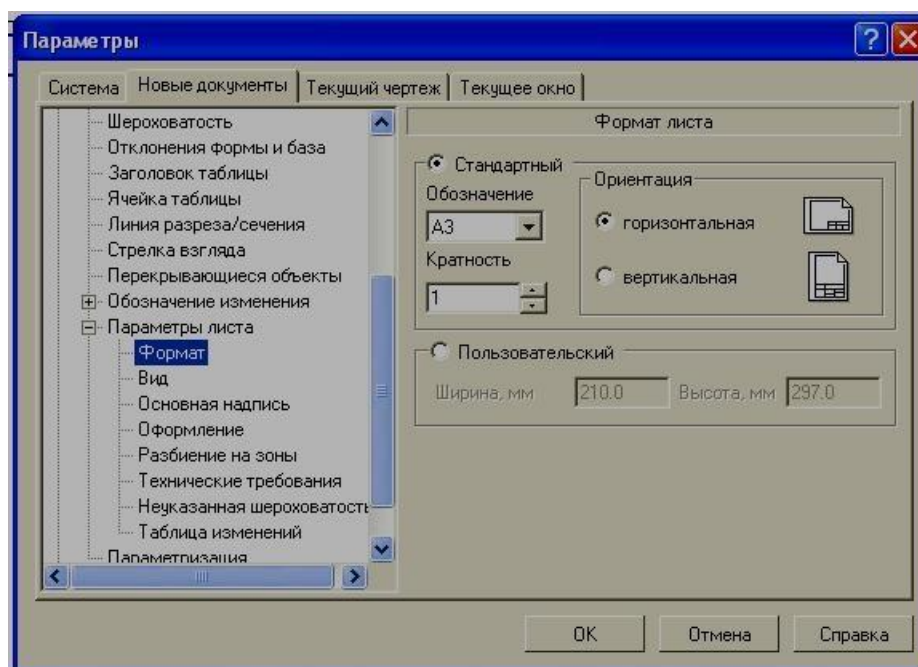 Параметры
Система Новые документы Текущий чертеж Текущее окно
Шероховатость
Отклонения формы и база
Заголовок таблицы
Ячейка таблицы
Линия разреза/сечения
Стрелка взгляда
Перекрывающиеся объекты
Обозначение изменения
Параметры листа
Формат
Вид
Основная надпись
Оформление
Разбиение на зоны
Технические требования
Неуказанная шероховатость
Таблица изменений
Параметризация
Формат листа
Стандартный
Обозначение
А3
Кратность
1
Ориентация
горизонтальная
вертикальная
Пользовательский
Ширина, мм 210.0 Высота, мм 297.0
OK Отмена Справка